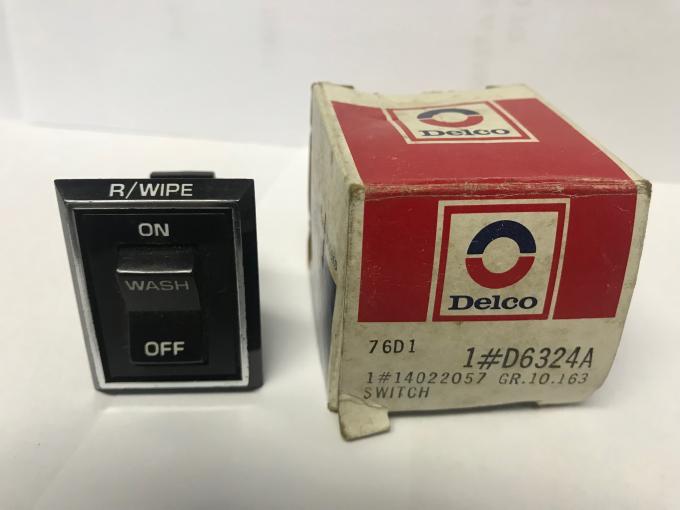 R/WIPE
ON
WASH
OFF
Delco
Delco
76D1 1#D6324A
1#14022057 GR.10.163
SWITCH